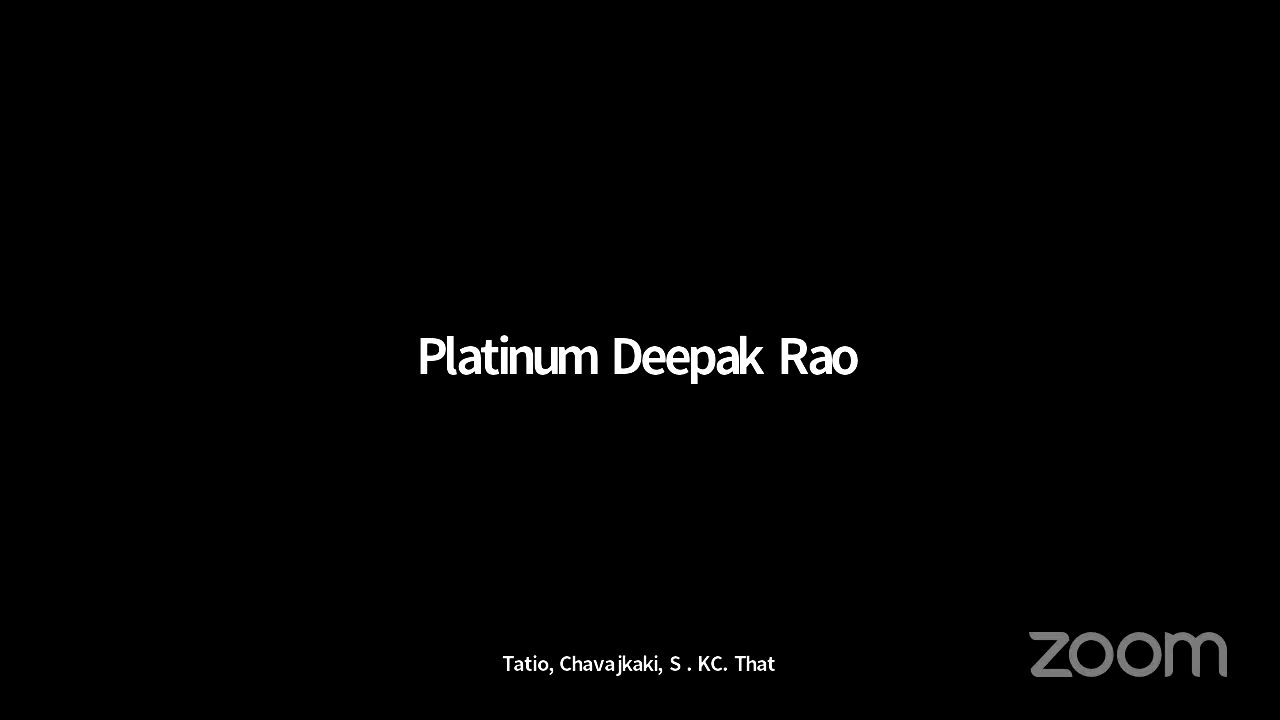 Platinum Deepak Rao
Tatio, Chavajkaki, S . KC. That
zoom